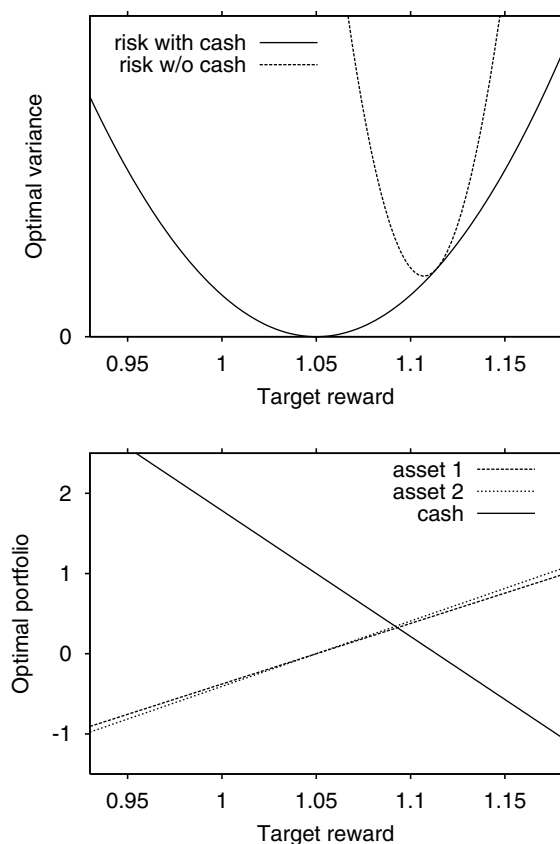 risk with cash
risk w/o cash
Optimal variance
0
0.95 1 1.05 1.1 1.15
Target reward
asset 1
asset 2
cash
2
1
0
-1
Optimal portfolio
0.95 1 1.05 1.1 1.15
Target reward